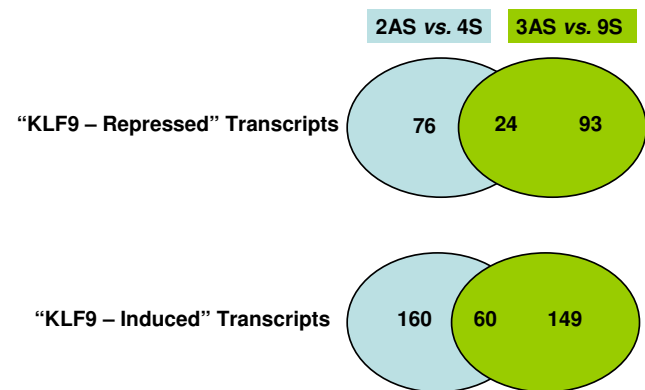 2AS vs. 4S 3AS vs. 9S
“KLF9 – Repressed” Transcripts 76 24 93
“KLF9 – Induced” Transcripts 160 60 149